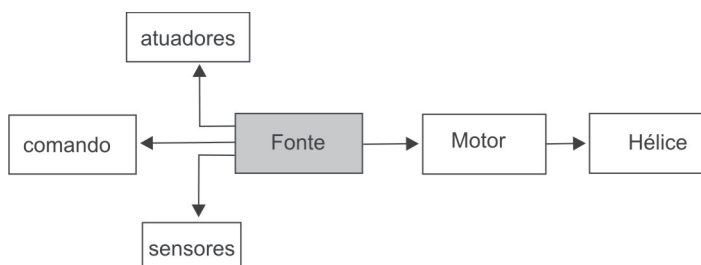 atuadores
comando
Fonte
Motor
Hélice
sensores